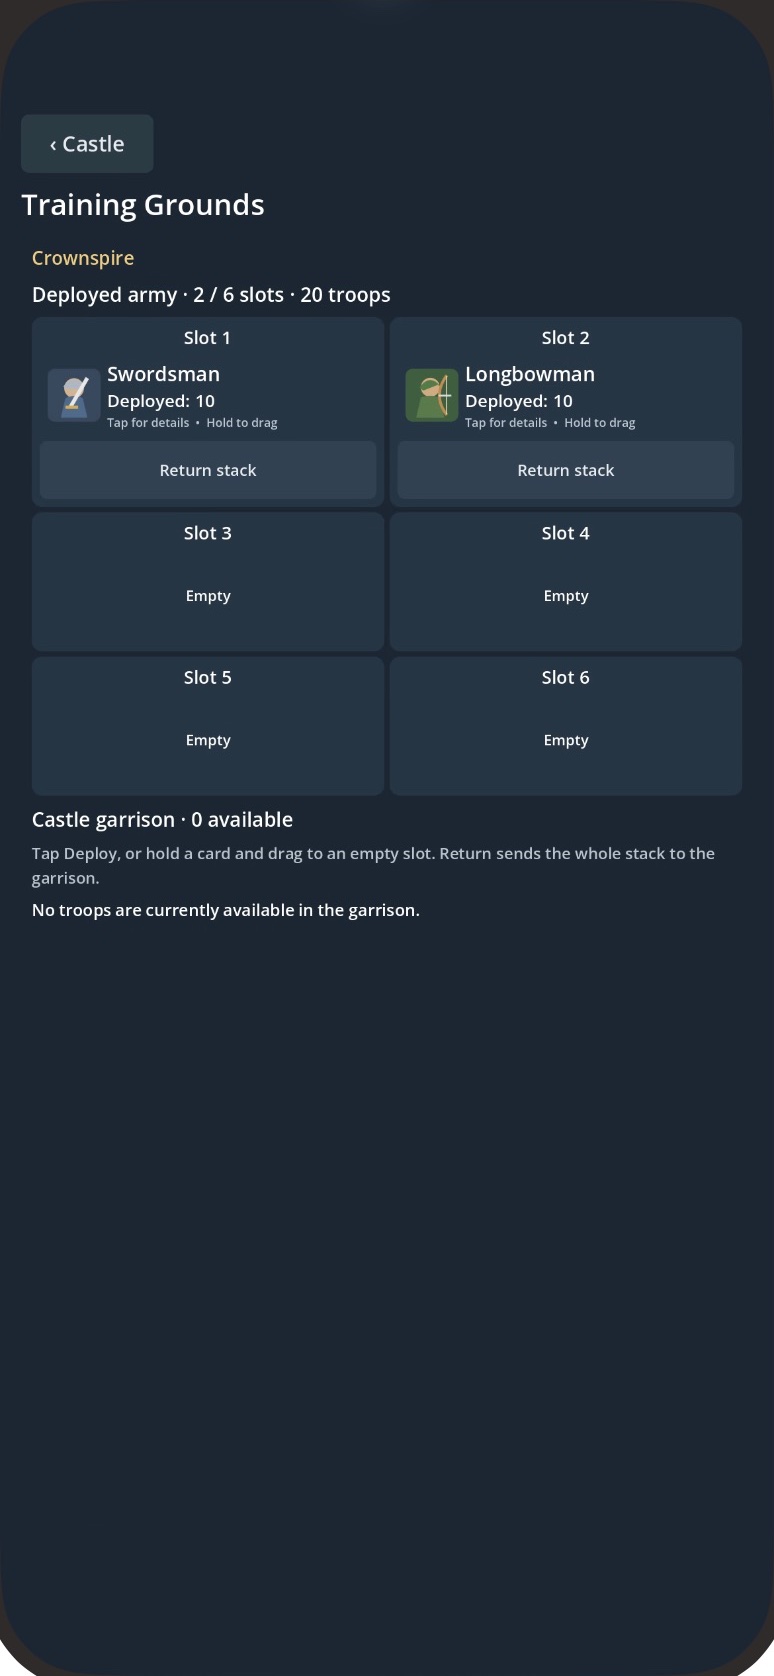 ‹ Castle
Training Grounds
Crownspire
Deployed army · 2 / 6 slots · 20 troops
Slot 1
Swordsman
Deployed: 10
Tap for details • Hold to drag
Return stack
Slot 2
Longbowman
Deployed: 10
Tap for details • Hold to drag
Return stack
Slot 3
Empty
Slot 4
Empty
Slot 5
Empty
Slot 6
Empty
Castle garrison · 0 available
Tap Deploy, or hold a card and drag to an empty slot. Return sends the whole stack to the
garrison.
No troops are currently available in the garrison.